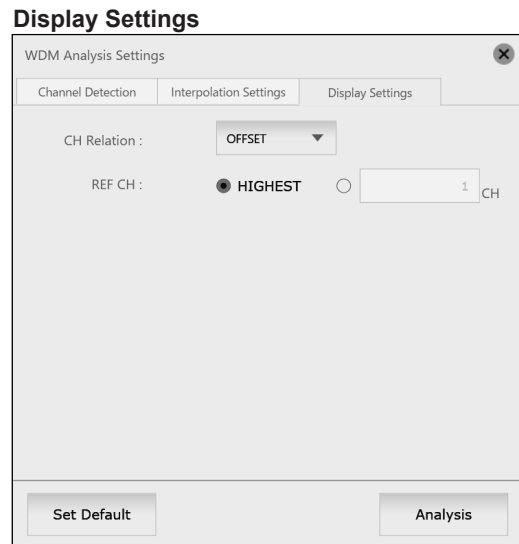 Display Settings
WDM Analysis Settings
Channel Detection Interpolation Settings Display Settings
CH Relation : OFFSET
REF CH : HIGHEST 1 CH
Set Default Analysis